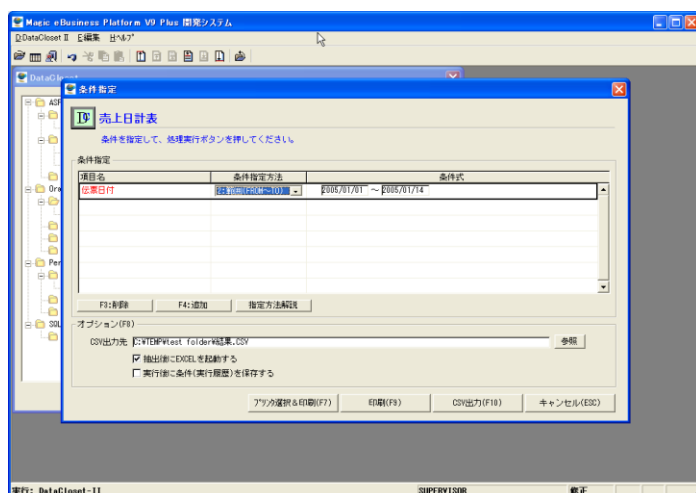 Magic eBusiness Platform V9 Plus 開発システム
D:DataCloset II E:編集 H:ヘルプ
DataCloset
条件指定
売上日計表
条件を指定して、処理実行ボタンを押してください。
条件指定
項目名 条件指定方法 条件式
伝票日付 2:範囲(FROM~TO) 2005/01/01 ~ 2005/01/14
F3:削除 F4:追加 指定方法解説
オプション(F8)
CSV出力先 C:¥TEMP¥test folder¥結果.CSV 参照
抽出後にEXCELを起動する
実行後に条件(実行履歴)を保存する
プリンタ選択&印刷(F7) 印刷(F9) CSV出力(F10) キャンセル(ESC)
ASP
Ora
Per
SQL
実行: DataCloset-II SUPERVISOR 修正